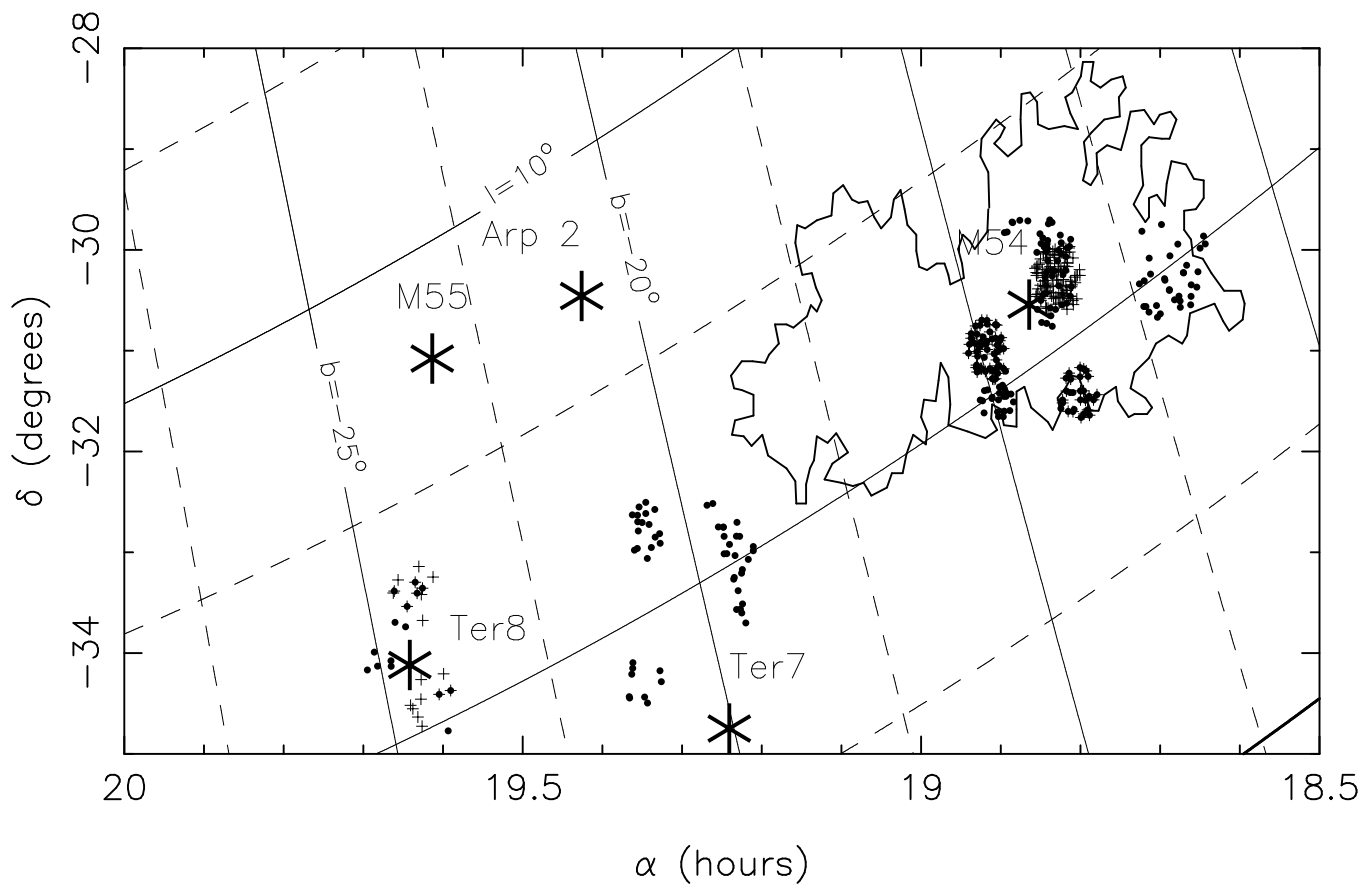 -28
l=10°
b=-20°
Arp 2
M54
-30
M55
b=-25°
δ (degrees)
-32
Ter8
-34
Ter7
20
19.5
19
18.5
α (hours)